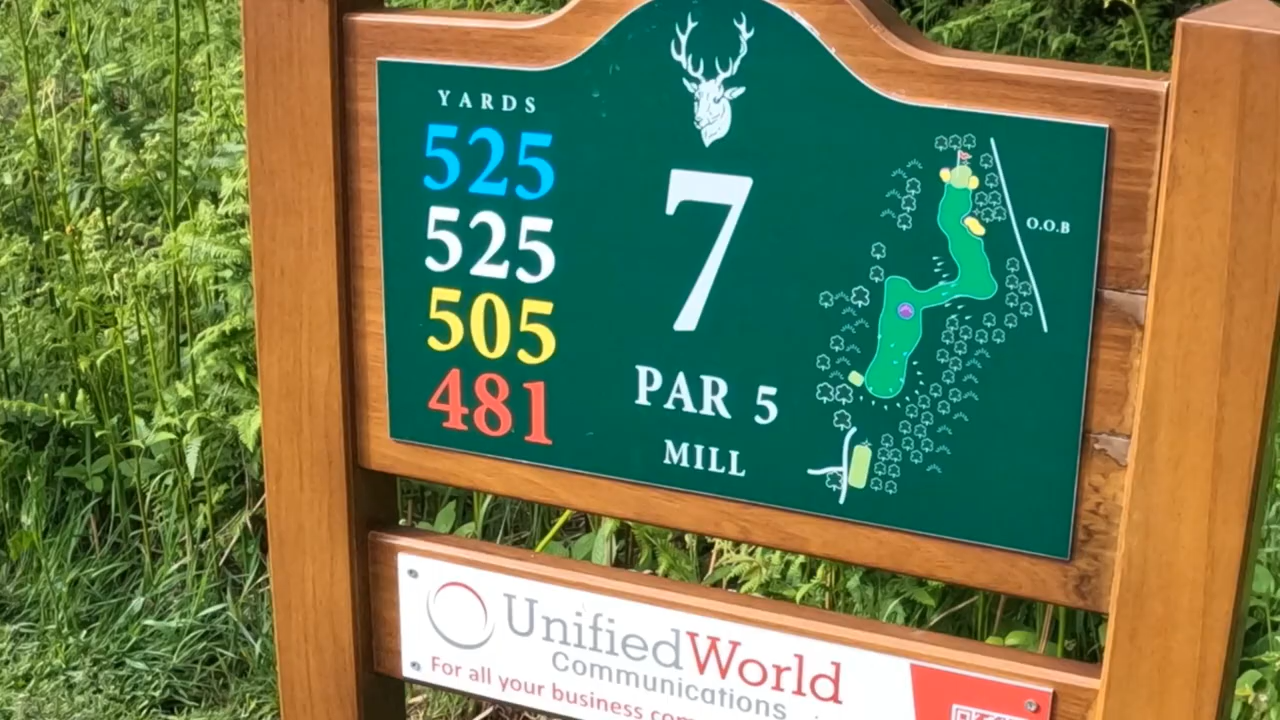 YARDS
525
525
505
481
7
PAR 5
MILL
O.O.B
UnifiedWorld
Communications
For all your business